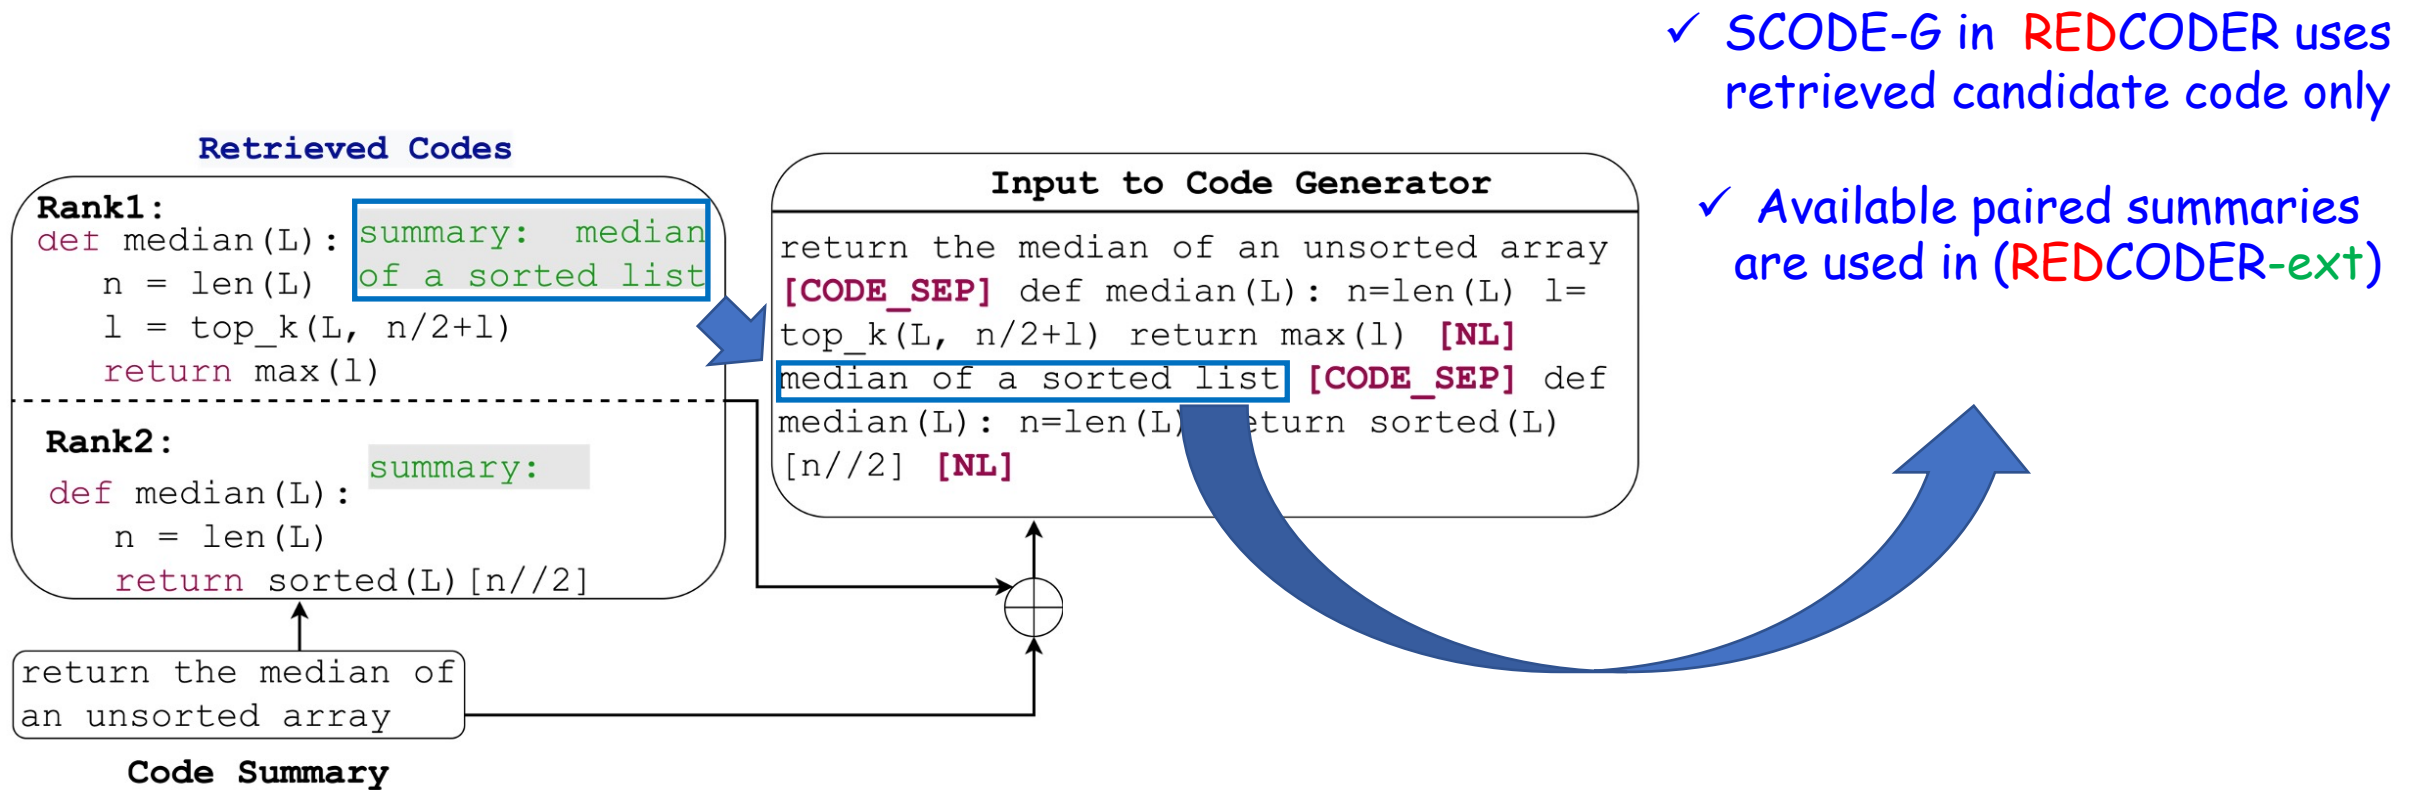 ✓ SCODE-G in REDCODER uses
retrieved candidate code only
✓ Available paired summaries
are used in (REDCODER-ext)
Retrieved Codes
Rank1:
def median(L):
n = len(L)
l = top_k(L, n/2+l)
return max(l)
summary: median
of a sorted list
Rank2:
def median(L):
n = len(L)
return sorted(L)[n//2]
summary:
return the median of
an unsorted array
Code Summary
Input to Code Generator
return the median of an unsorted array
[CODE_SEP] def median(L): n=len(L) l=
top_k(L, n/2+l) return max(l) [NL]
median of a sorted list [CODE_SEP] def
median(L): n=len(L) eturn sorted(L)
[n//2] [NL]